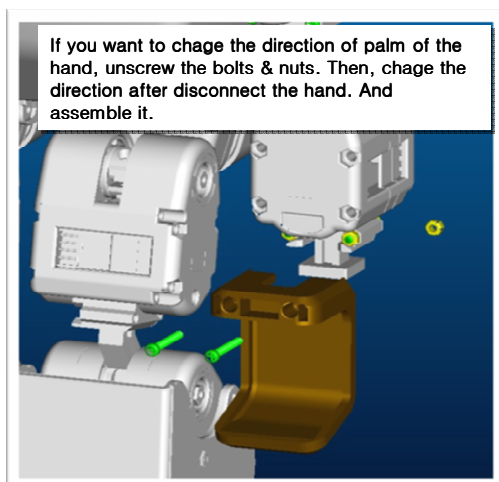 If you want to chage the direction of palm of the
hand, unscrew the bolts & nuts. Then, chage the
direction after disconnect the hand. And
assemble it.